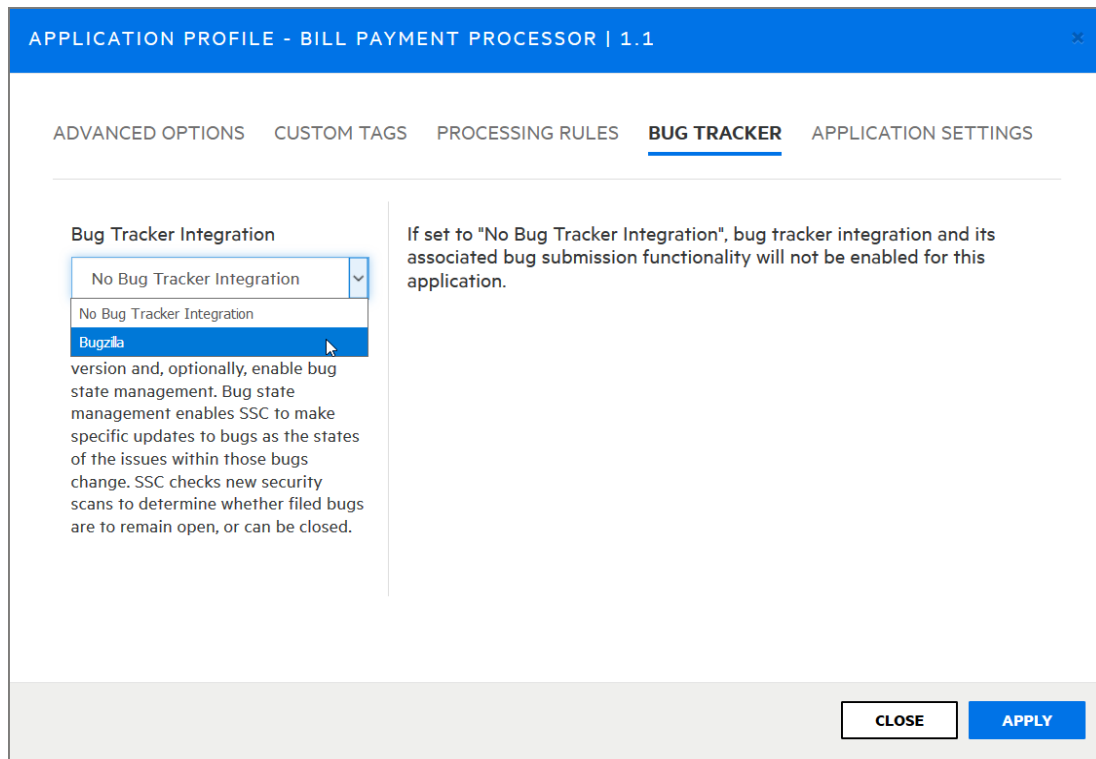 APPLICATION PROFILE - BILL PAYMENT PROCESSOR | 1.1
ADVANCED OPTIONS CUSTOM TAGS PROCESSING RULES BUG TRACKER APPLICATION SETTINGS
Bug Tracker Integration
No Bug Tracker Integration
No Bug Tracker Integration
Bugzilla
version and, optionally, enable bug
state management. Bug state
management enables SSC to make
specific updates to bugs as the states
of the issues within those bugs
change. SSC checks new security
scans to determine whether filed bugs
are to remain open, or can be closed.
If set to "No Bug Tracker Integration", bug tracker integration and its
associated bug submission functionality will not be enabled for this
application.
CLOSE APPLY